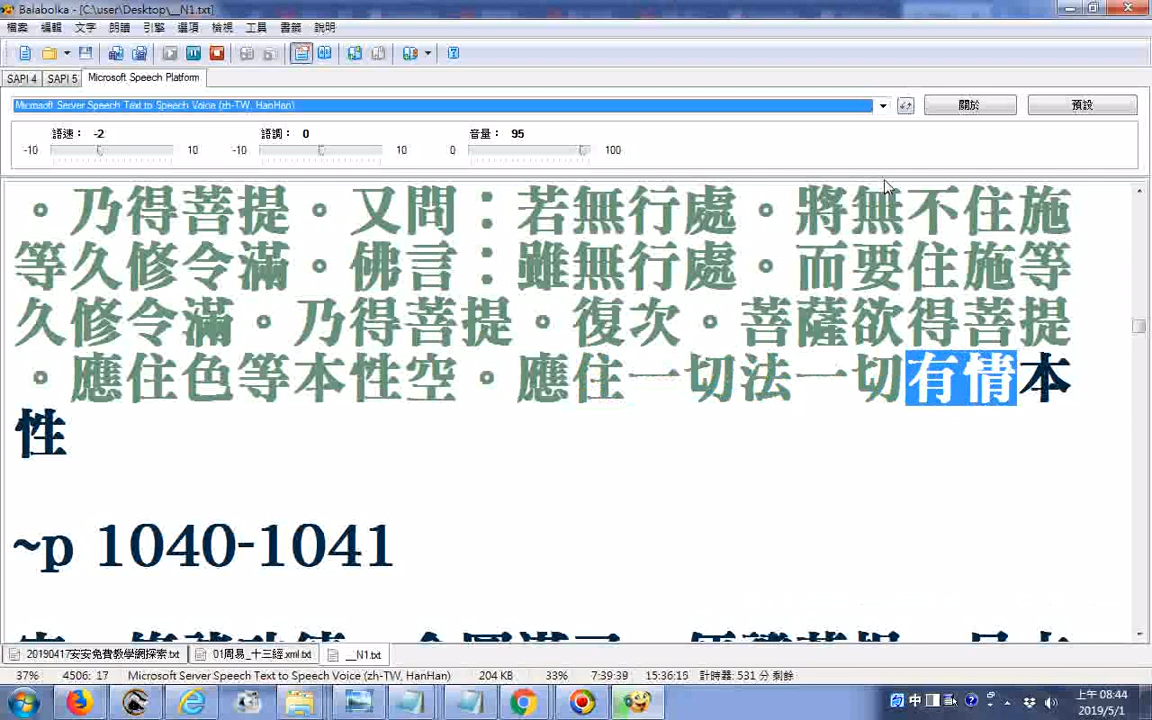 Balabolka - [C:\user\Desktop\__N1.txt]
檔案 編輯 文字 朗讀 引擎 選項 檢視 工具 書籤 說明
SAPI 4 SAPI 5 Microsoft Speech Platform
Microsoft Server Speech Text to Speech Voice (zh-TW, HanHan) 關於 預設
語速： -2 語調： 0 音量： 95
-10 10 -10 10 0 100
。乃得菩提。又問：若無行處。將無不住施
等久修令滿。佛言：雖無行處。而要住施等
久修令滿。乃得菩提。復次。菩薩欲得菩提
。應住色等本性空。應住一切法一切有情本
性
~p 1040-1041
20190417安安免費教學網探索.txt 01周易_十三經.xml.txt __N1.txt
37% 4506: 17 Microsoft Server Speech Text to Speech Voice (zh-TW, HanHan) 204 KB 33% 7:39:39 15:36:15 計時器: 531 分 剩餘
中 上午 08:44
2019/5/1